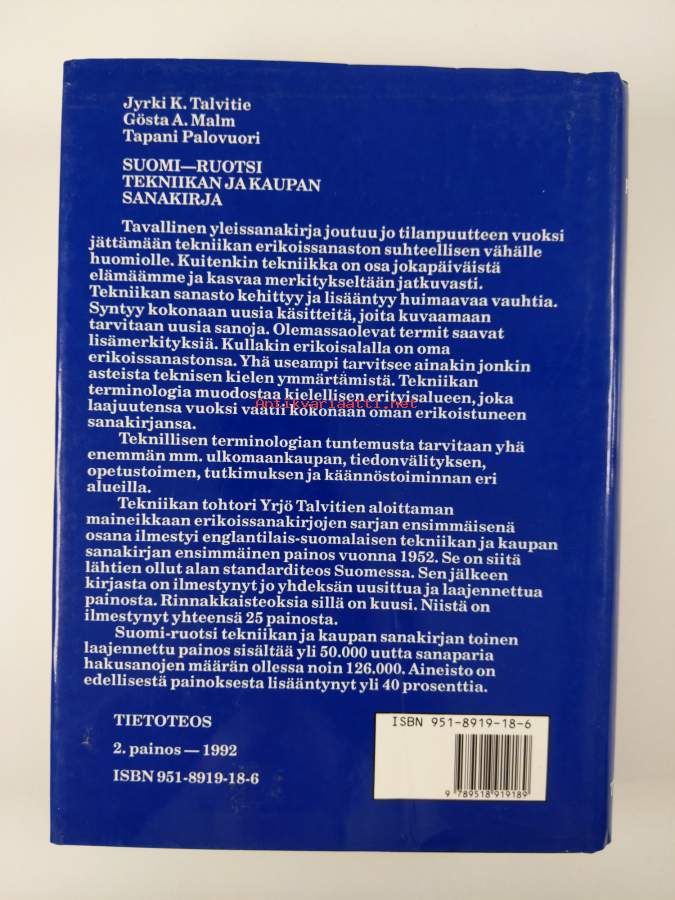 Jyrki K. Talvitie
Gösta A. Malm
Tapani Palovuori
SUOMI—RUOTSI
TEKNIIKAN JA KAUPAN
SANAKIRJA
Tavallinen yleissanakirja joutuu jo tilanpuutteen vuoksi
jättämään tekniikan erikoissanaston suhteellisen vähälle
huomiolle. Kuitenkin tekniikka on osa jokapäiväistä
elämäämme ja kasvaa merkitykseltään jatkuvasti.
Tekniikan sanasto kehittyy ja lisääntyy huimaavaa vauhtia.
Syntyy kokonaan uusia käsitteitä, joita kuvaamaan
tarvitaan uusia sanoja. Olemassaolevat termit saavat
lisämerkityksiä. Kullakin erikoisalalla on oma
erikoissanastonsa. Yhä useampi tarvitsee ainakin jonkin
asteista teknisen kielen ymmärtämistä. Tekniikan
terminologia muodostaa kielellisen erityisalueen, joka
Antikvariaatti.net
laajuutensa vuoksi vaatii kokonaan oman erikoistuneen
sanakirjansa.
Teknillisen terminologian tuntemusta tarvitaan yhä
enemmän mm. ulkomaankaupan, tiedonvälityksen,
opetustoimen, tutkimuksen ja käännöstoiminnan eri
alueilla.
Tekniikan tohtori Yrjö Talvitien aloittaman
maineikkaan erikoissanakirjojen sarjan ensimmäisenä
osana ilmestyi englantilais-suomalaisen tekniikan ja kaupan
sanakirjan ensimmäinen painos vuonna 1952. Se on siitä
lähtien ollut alan standarditeos Suomessa. Sen jälkeen
kirjasta on ilmestynyt jo yhdeksän uusittua ja laajennettua
painosta. Rinnakkaisteoksia sillä on kuusi. Niistä on
ilmestynyt yhteensä 25 painosta.
Suomi-ruotsi tekniikan ja kaupan sanakirjan toinen
laajennettu painos sisältää yli 50.000 uutta sanaparia
hakusanojen määrän ollessa noin 126.000. Aineisto on
edellisestä painoksesta lisääntynyt yli 40 prosenttia.
TIETOTEOS
2. painos — 1992
ISBN 951-8919-18-6
ISBN 951-8919-18-6
9 789518 919189